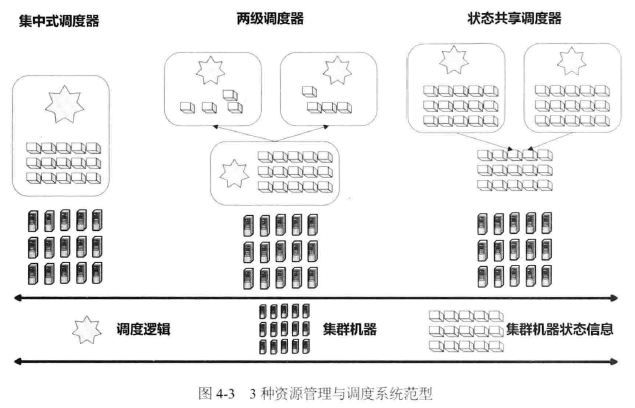 集中式调度器
两级调度器
状态共享调度器
调度逻辑
集群机器
集群机器状态信息
图 4-3 3 种资源管理与调度系统范型